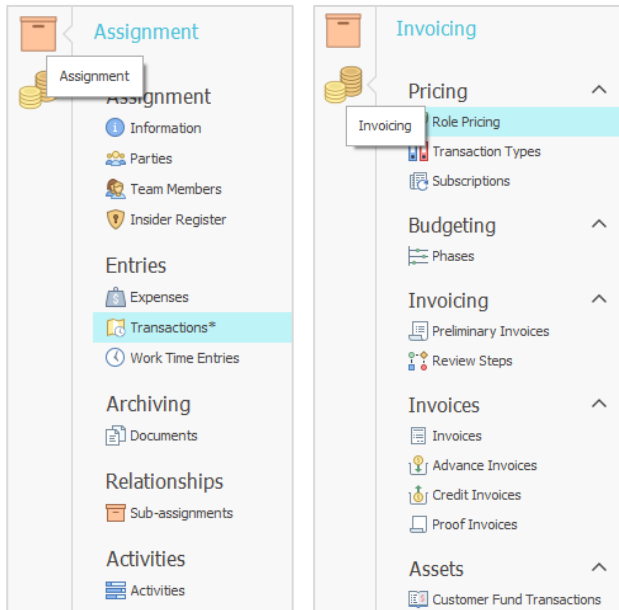 Assignment
Assignment
Assignment
Information
Parties
Team Members
Insider Register
Entries
Expenses
Transactions*
Work Time Entries
Archiving
Documents
Relationships
Sub-assignments
Activities
Activities
Invoicing
Pricing
Invoicing
Role Pricing
Transaction Types
Subscriptions
Budgeting
Phases
Invoicing
Preliminary Invoices
Review Steps
Invoices
Invoices
Advance Invoices
Credit Invoices
Proof Invoices
Assets
Customer Fund Transactions